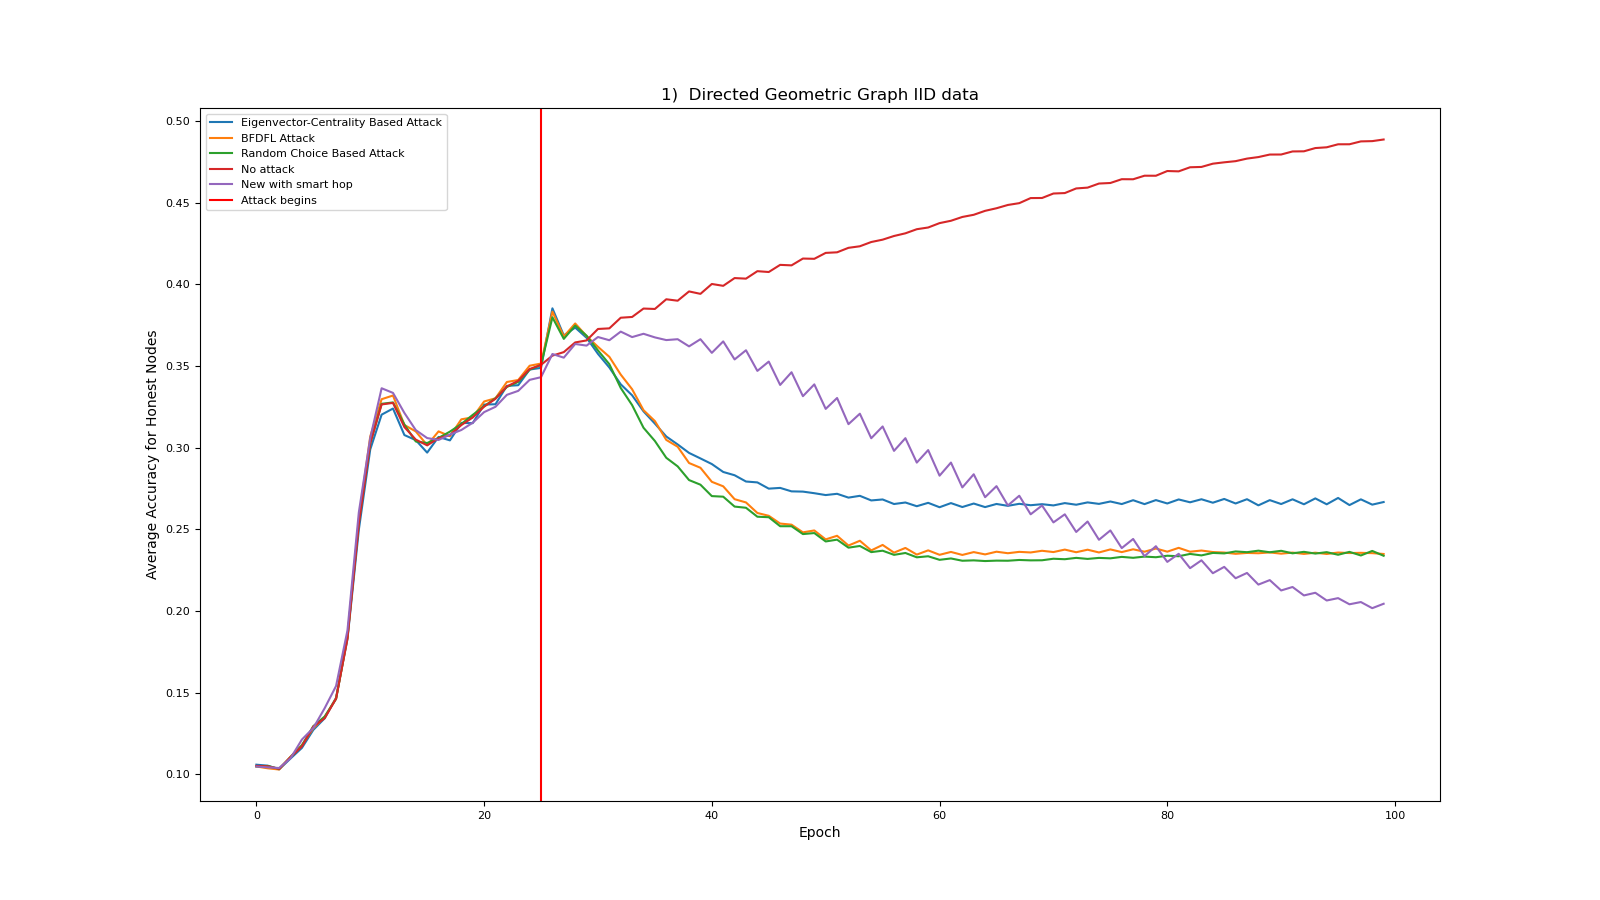 1)  Directed Geometric Graph IID data
Eigenvector-Centrality Based Attack
BFDFL Attack
Random Choice Based Attack
No attack
New with smart hop
Attack begins
Average Accuracy for Honest Nodes
0.50
0.45
0.40
0.35
0.30
0.25
0.20
0.15
0.10
0
20
40
60
80
100
Epoch